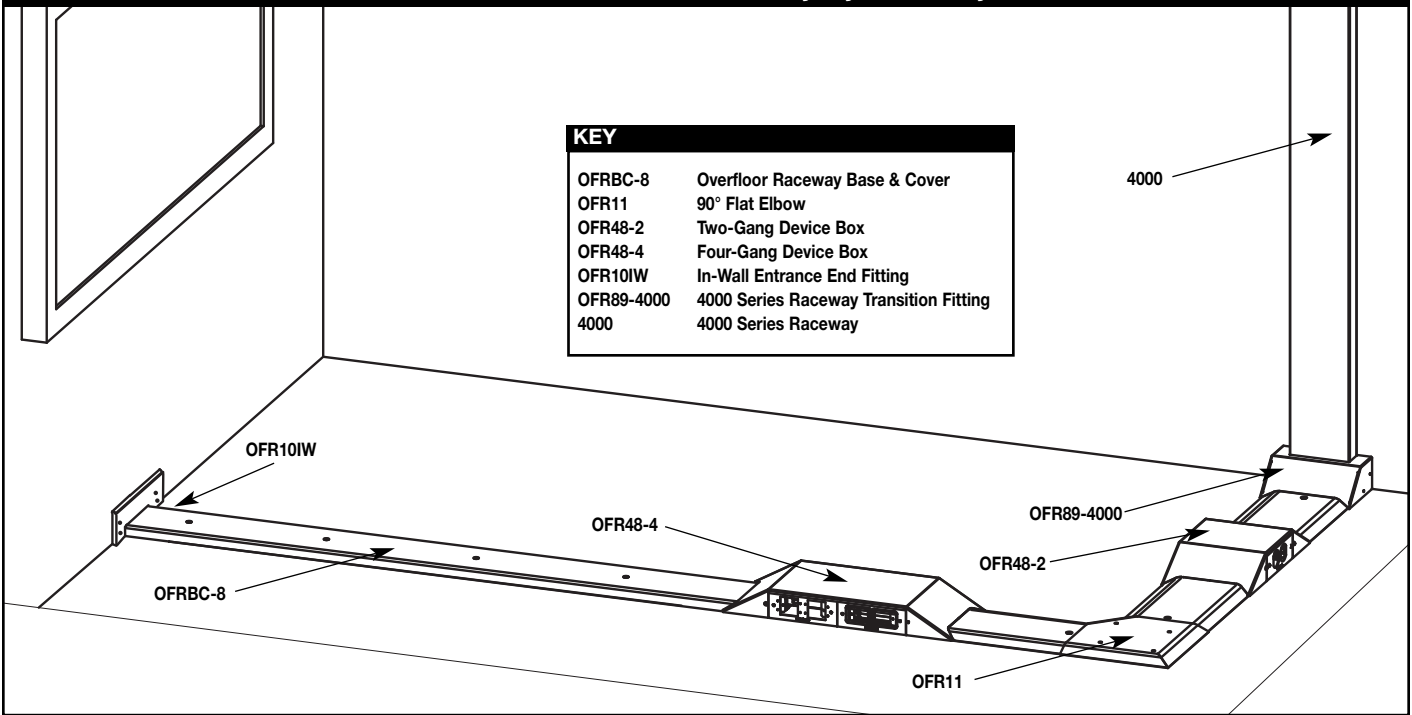 KEY
OFRBC-8 Overfloor Raceway Base & Cover
OFR11 90° Flat Elbow
OFR48-2 Two-Gang Device Box
OFR48-4 Four-Gang Device Box
OFR10IW In-Wall Entrance End Fitting
OFR89-4000 4000 Series Raceway Transition Fitting
4000 4000 Series Raceway
4000
OFR10IW
OFR89-4000
OFR48-4
OFR48-2
OFRBC-8
OFR11